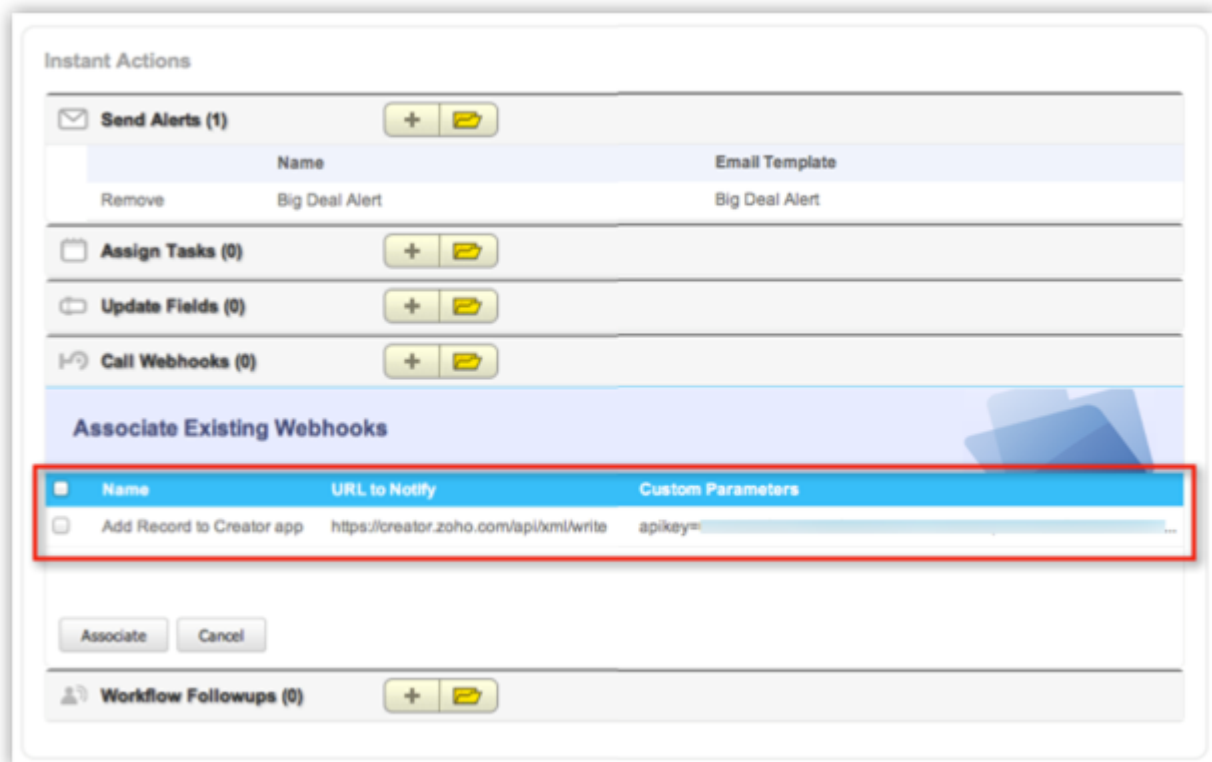 Instant Actions
Send Alerts (1)
Name Email Template
Remove Big Deal Alert Big Deal Alert
Assign Tasks (0)
Update Fields (0)
Call Webhooks (0)
Associate Existing Webhooks
Name URL to Notify Custom Parameters
Add Record to Creator app https://creator.zoho.com/api/xml/write apikey= ...
Associate Cancel
Workflow Followups (0)